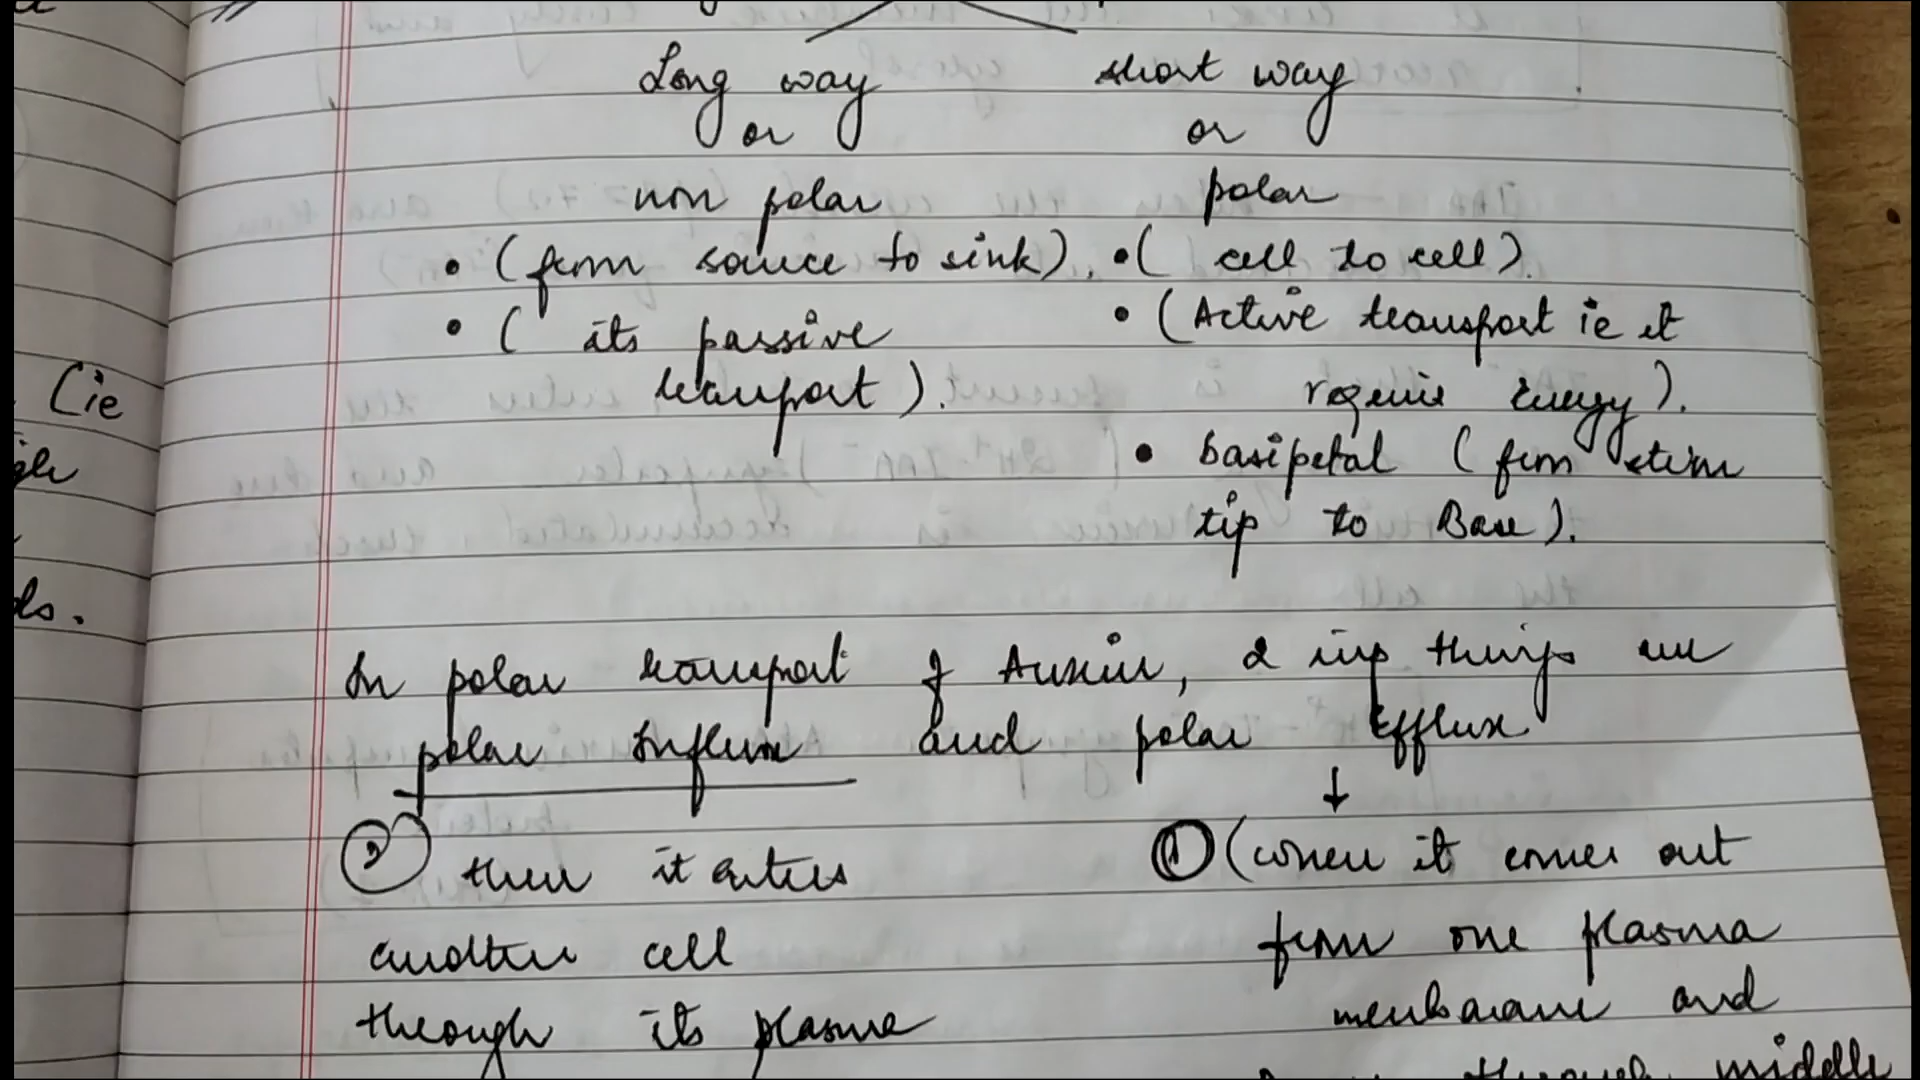 Long way short way
or or
non polar polar
• (from source to sink). • ( cell to cell).
• ( its passive • (Active transport ie it
transport). require Energy).
• basipetal (from stem
tip to Base).
In polar transport of Auxin, 2 imp things are
polar Influx and polar Efflux
↓
② then it enters ① (when it comes out
another cell from one plasma
through its plasma membrane and
through middle
(ie